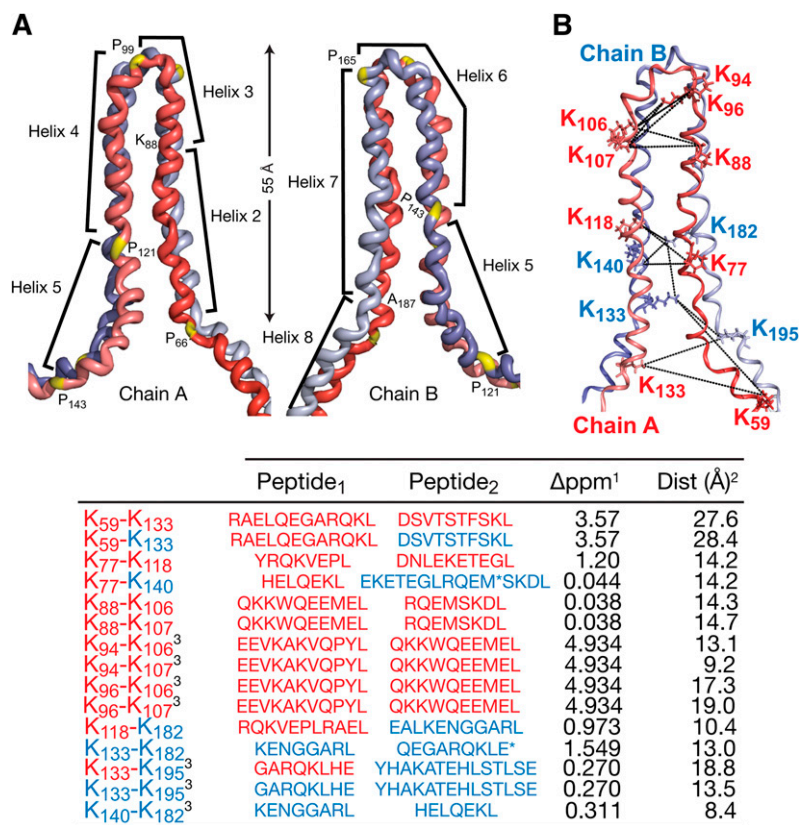 A
P99
Helix 3
Helix 4
K88
Helix 2
P121
Helix 5
P66
Chain A
P143
55 Å
P165
Helix 6
Helix 7
P143
Helix 5
A187
Helix 8
Chain B
P121
B
Chain B
K94
K96
K106
K107
K88
K118
K182
K140
K77
K133
K195
K133
K59
Chain A
Peptide1 Peptide2 Δppm1 Dist (Å)2
K59-K133 RAELQEGARQKL DSVTSTFSKL 3.57 27.6
K59-K133 RAELQEGARQKL DSVTSTFSKL 3.57 28.4
K77-K118 YRQKVEPL DNLEKETEGL 1.20 14.2
K77-K140 HELQEKL EKETEGLRQEM*SKDL 0.044 14.2
K88-K106 QKKWQEEMEL RQEMSKDL 0.038 14.3
K88-K107 QKKWQEEMEL RQEMSKDL 0.038 14.7
K94-K1063 EEVKAKVQPYL QKKWQEEMEL 4.934 13.1
K94-K1073 EEVKAKVQPYL QKKWQEEMEL 4.934 9.2
K96-K1063 EEVKAKVQPYL QKKWQEEMEL 4.934 17.3
K96-K1073 EEVKAKVQPYL QKKWQEEMEL 4.934 19.0
K118-K182 RQKVEPLRAEL EALKENGGARL 0.973 10.4
K133-K182 KENGGARL QEGARQKLE* 1.549 13.0
K133-K1953 GARQKLHE YHAKATEHLSTLSE 0.270 18.8
K133-K1953 GARQKLHE YHAKATEHLSTLSE 0.270 13.5
K140-K1823 KENGGARL HELQEKL 0.311 8.4